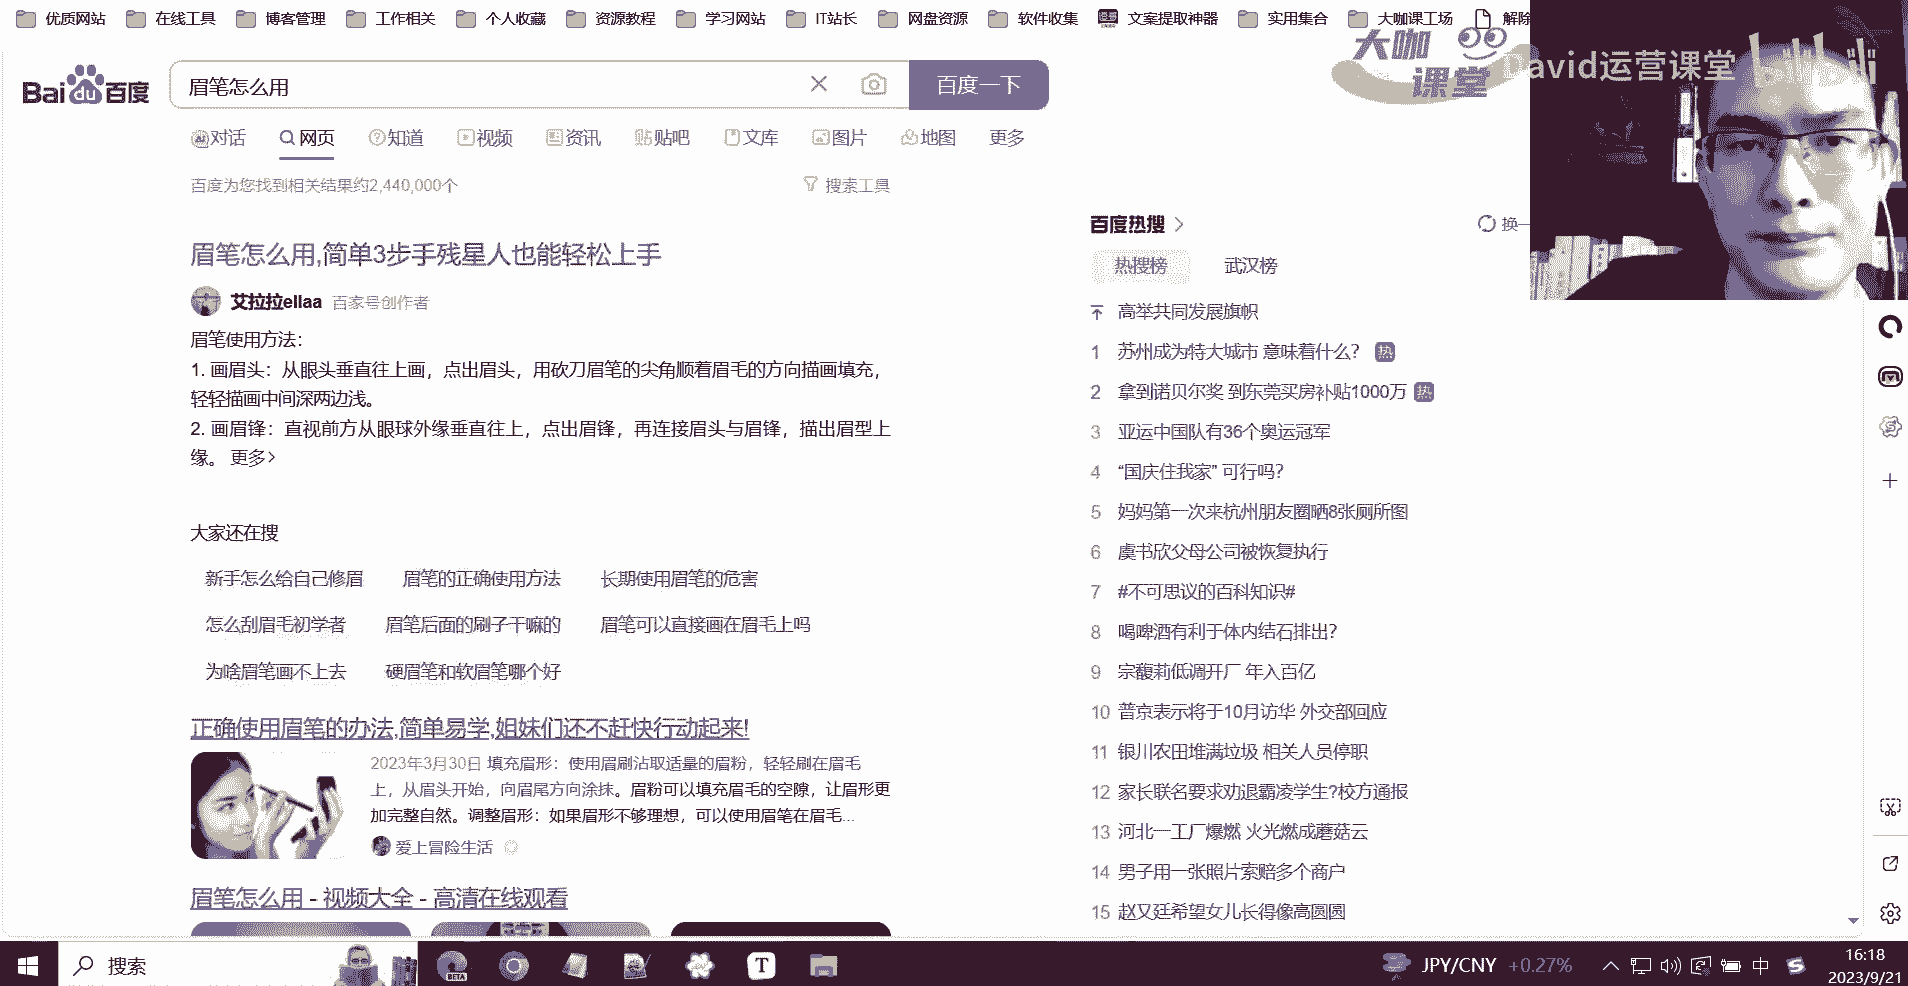 优质网站 在线工具 博客管理 工作相关 个人收藏 资源教程 学习网站 IT站长 网盘资源 软件收集 文案提取神器 实用集合 大咖课工场 解除
大咖
课堂
David运营课堂 bilibili
Bai du 百度 眉笔怎么用 百度一下
对话 网页 知道 视频 资讯 贴吧 文库 图片 地图 更多
百度为您找到相关结果约2,440,000个 搜索工具
眉笔怎么用,简单3步手残星人也能轻松上手
艾拉拉ellaa 百家号创作者
眉笔使用方法：
1. 画眉头：从眼头垂直往上画，点出眉头，用砍刀眉笔的尖角顺着眉毛的方向描画填充，
轻轻描画中间深两边浅。
2. 画眉锋：直视前方从眼球外缘垂直往上，点出眉锋，再连接眉头与眉锋，描出眉型上
缘。 更多>
大家还在搜
新手怎么给自己修眉 眉笔的正确使用方法 长期使用眉笔的危害
怎么刮眉毛初学者 眉笔后面的刷子干嘛的 眉笔可以直接画在眉毛上吗
为啥眉笔画不上去 硬眉笔和软眉笔哪个好
正确使用眉笔的办法,简单易学,姐妹们还不赶快行动起来!
2023年3月30日 填充眉形：使用眉刷沾取适量的眉粉，轻轻刷在眉毛
上，从眉头开始，向眉尾方向涂抹。眉粉可以填充眉毛的空隙，让眉形更
加完整自然。调整眉形：如果眉形不够理想，可以使用眉笔在眉毛...
爱上冒险生活
眉笔怎么用 - 视频大全 - 高清在线观看
百度热搜 > 换一
热搜榜 武汉榜
高举共同发展旗帜
1 苏州成为特大城市 意味着什么? 热
2 拿到诺贝尔奖 到东莞买房补贴1000万 热
3 亚运中国队有36个奥运冠军
4 “国庆住我家” 可行吗?
5 妈妈第一次来杭州朋友圈晒8张厕所图
6 虞书欣父母公司被恢复执行
7 #不可思议的百科知识#
8 喝啤酒有利于体内结石排出?
9 宗馥莉低调开厂 年入百亿
10 普京表示将于10月访华 外交部回应
11 银川农田堆满垃圾 相关人员停职
12 家长联名要求劝退霸凌学生?校方通报
13 河北一工厂爆燃 火光燃成蘑菇云
14 男子用一张照片索赔多个商户
15 赵又廷希望女儿长得像高圆圆
搜索 BETA T JPY/CNY +0.27% 中 S 16:18
2023/9/21